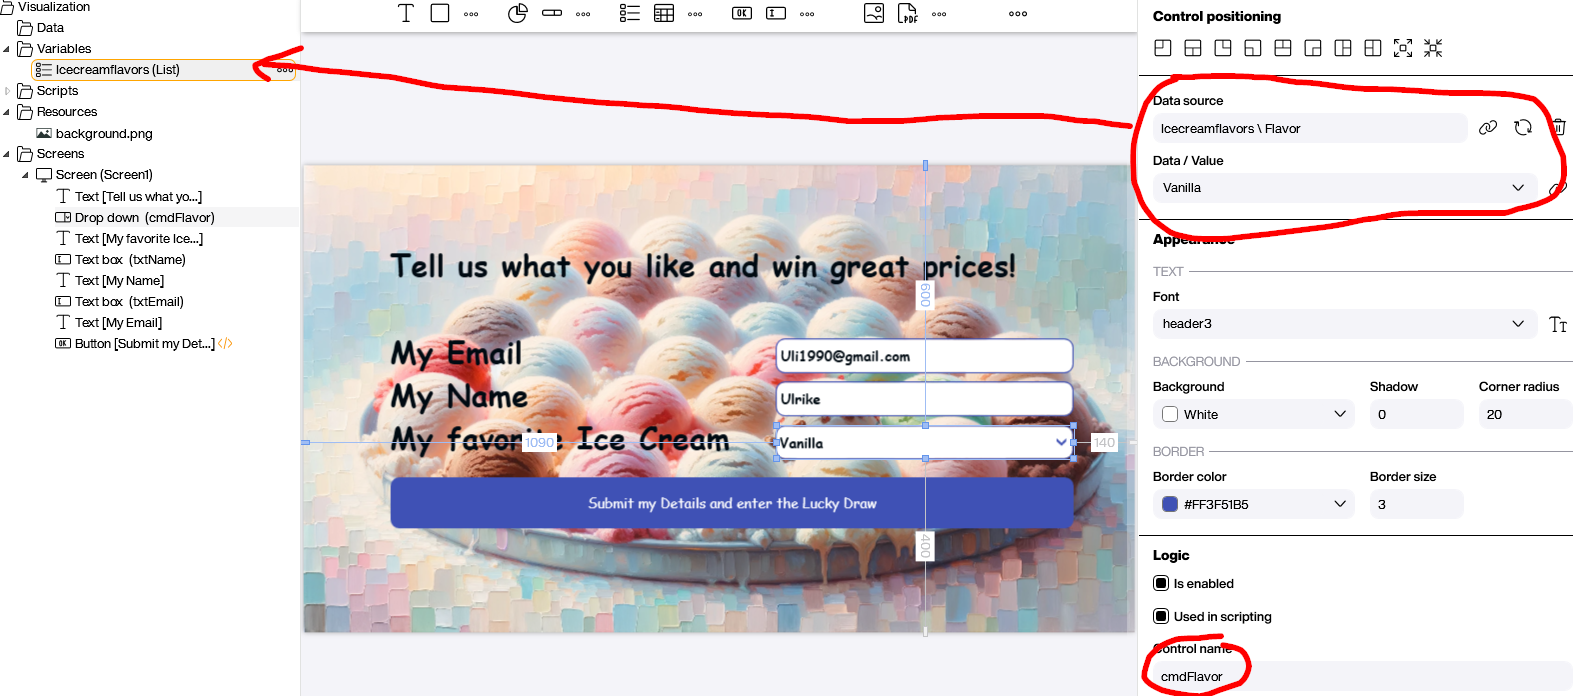 Visualization
Data
Variables
Icecreamflavors (List)
Scripts
Resources
background.png
Screens
Screen (Screen1)
Text [Tell us what yo...]
Drop down (cmdFlavor)
Text [My favorite Ice...]
Text box (txtName)
Text [My Name]
Text box (txtEmail)
Text [My Email]
Button [Submit my Det...]
OK
PDF
Tell us what you like and win great prices!
600
My Email
Uli1990@gmail.com
My Name
Ulrike
My favorite Ice Cream
1090
Vanilla
140
Submit my Details and enter the Lucky Draw
400
Control positioning
Data source
Icecreamflavors \ Flavor
Data / Value
Vanilla
Appearance
TEXT
Font
header3
BACKGROUND
Background Shadow Corner radius
White 0 20
BORDER
Border color Border size
#FF3F51B5 3
Logic
Is enabled
Used in scripting
Control name
cmdFlavor